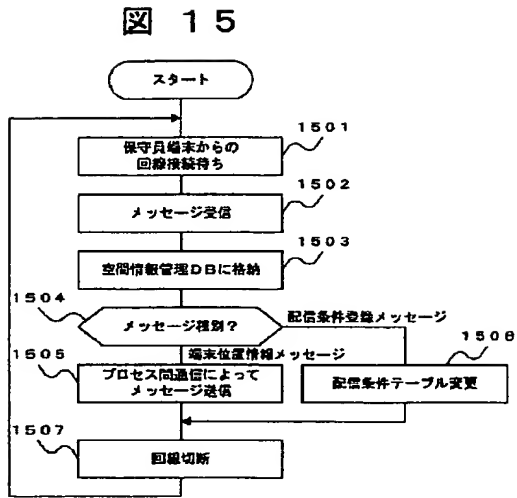 図 15
スタート
保守員端末からの
回線接続待ち
1501
メッセージ受信
1502
空間情報管理DBに格納
1503
メッセージ種別?
1504
配信条件登録メッセージ
端末位置情報メッセージ
プロセス間通信によって
メッセージ送信
1505
配信条件テーブル変更
1506
回線切断
1507